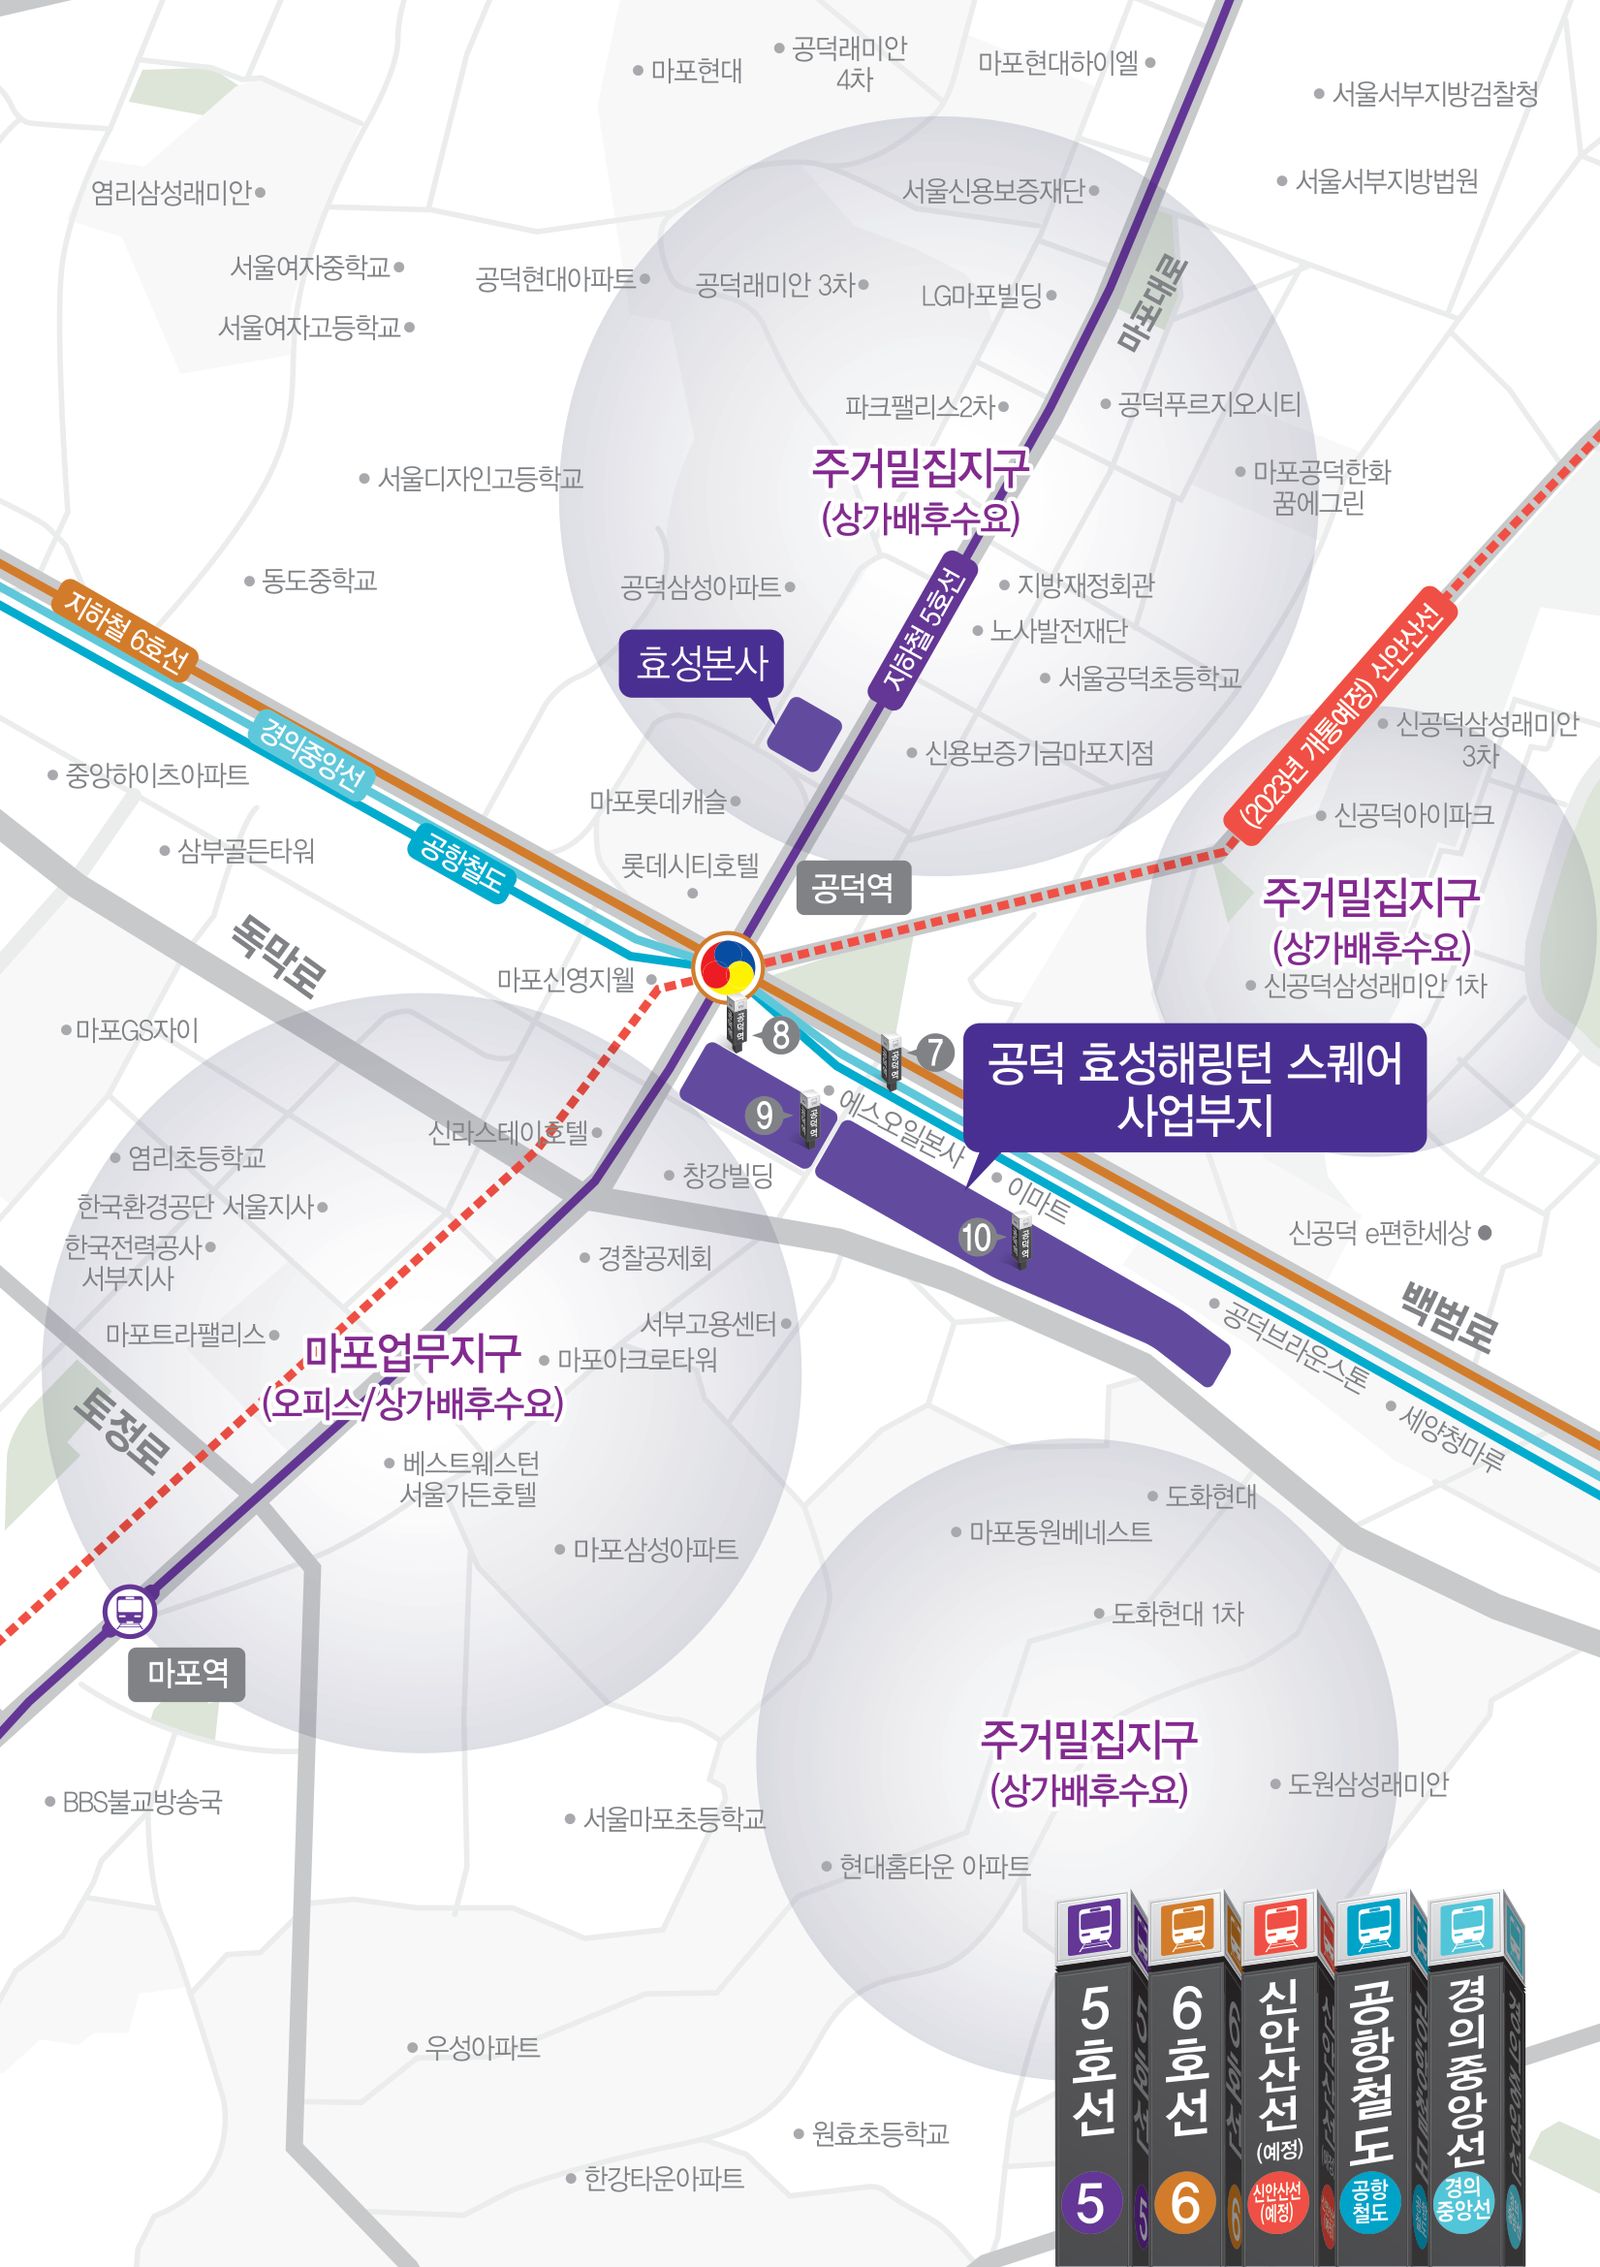 마포현대
공덕래미안
4차
마포현대하이엘
서울서부지방검찰청
염리삼성래미안
서울신용보증재단
서울서부지방법원
서울여자중학교
공덕현대아파트
공덕래미안 3차
LG마포빌딩
마포대로
서울여자고등학교
파크팰리스2차
공덕푸르지오시티
서울디자인고등학교
주거밀집지구
(상가배후수요)
마포공덕한화
꿈에그린
동도중학교
공덕삼성아파트
지방재정회관
지하철 6호선
지하철 5호선
노사발전재단
효성본사
서울공덕초등학교
(2023년 개통예정) 신안산선
신공덕삼성래미안
3차
경의중앙선
신용보증기금마포지점
중앙하이츠아파트
마포롯데캐슬
신공덕아이파크
삼부골든타워
공항철도
롯데시티호텔
공덕역
주거밀집지구
(상가배후수요)
독막로
마포신영지웰
신공덕삼성래미안 1차
마포GS자이
8
7
공덕 효성해링턴 스퀘어
사업부지
9
에스오일본사
신라스테이호텔
염리초등학교
창강빌딩
이마트
한국환경공단 서울지사
10
신공덕 e편한세상
한국전력공사
서부지사
경찰공제회
백범로
마포트라팰리스
서부고용센터
공덕브라운스톤
마포업무지구
(오피스/상가배후수요)
마포아크로타워
토정로
세양청마루
베스트웨스턴
서울가든호텔
도화현대
마포동원베네스트
마포삼성아파트
도화현대 1차
마포역
주거밀집지구
(상가배후수요)
BBS불교방송국
서울마포초등학교
도원삼성래미안
현대홈타운 아파트
우성아파트
원효초등학교
한강타운아파트
5호선
5
6호선
6
신안산선
(예정)
신안산선
(예정)
공항철도
공항
철도
경의중앙선
경의
중앙선